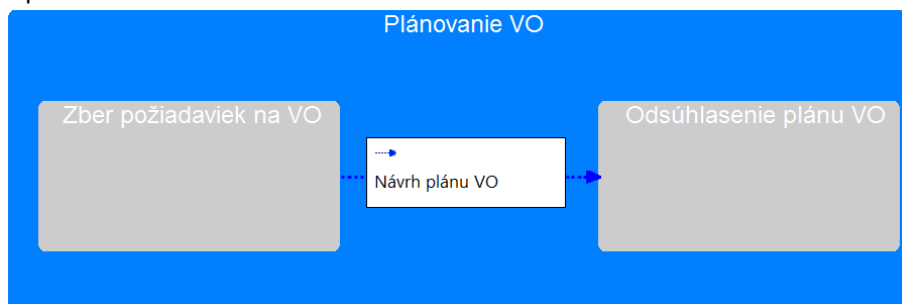 Plánovanie VO
Zber požiadaviek na VO
Návrh plánu VO
Odsúhlasenie plánu VO